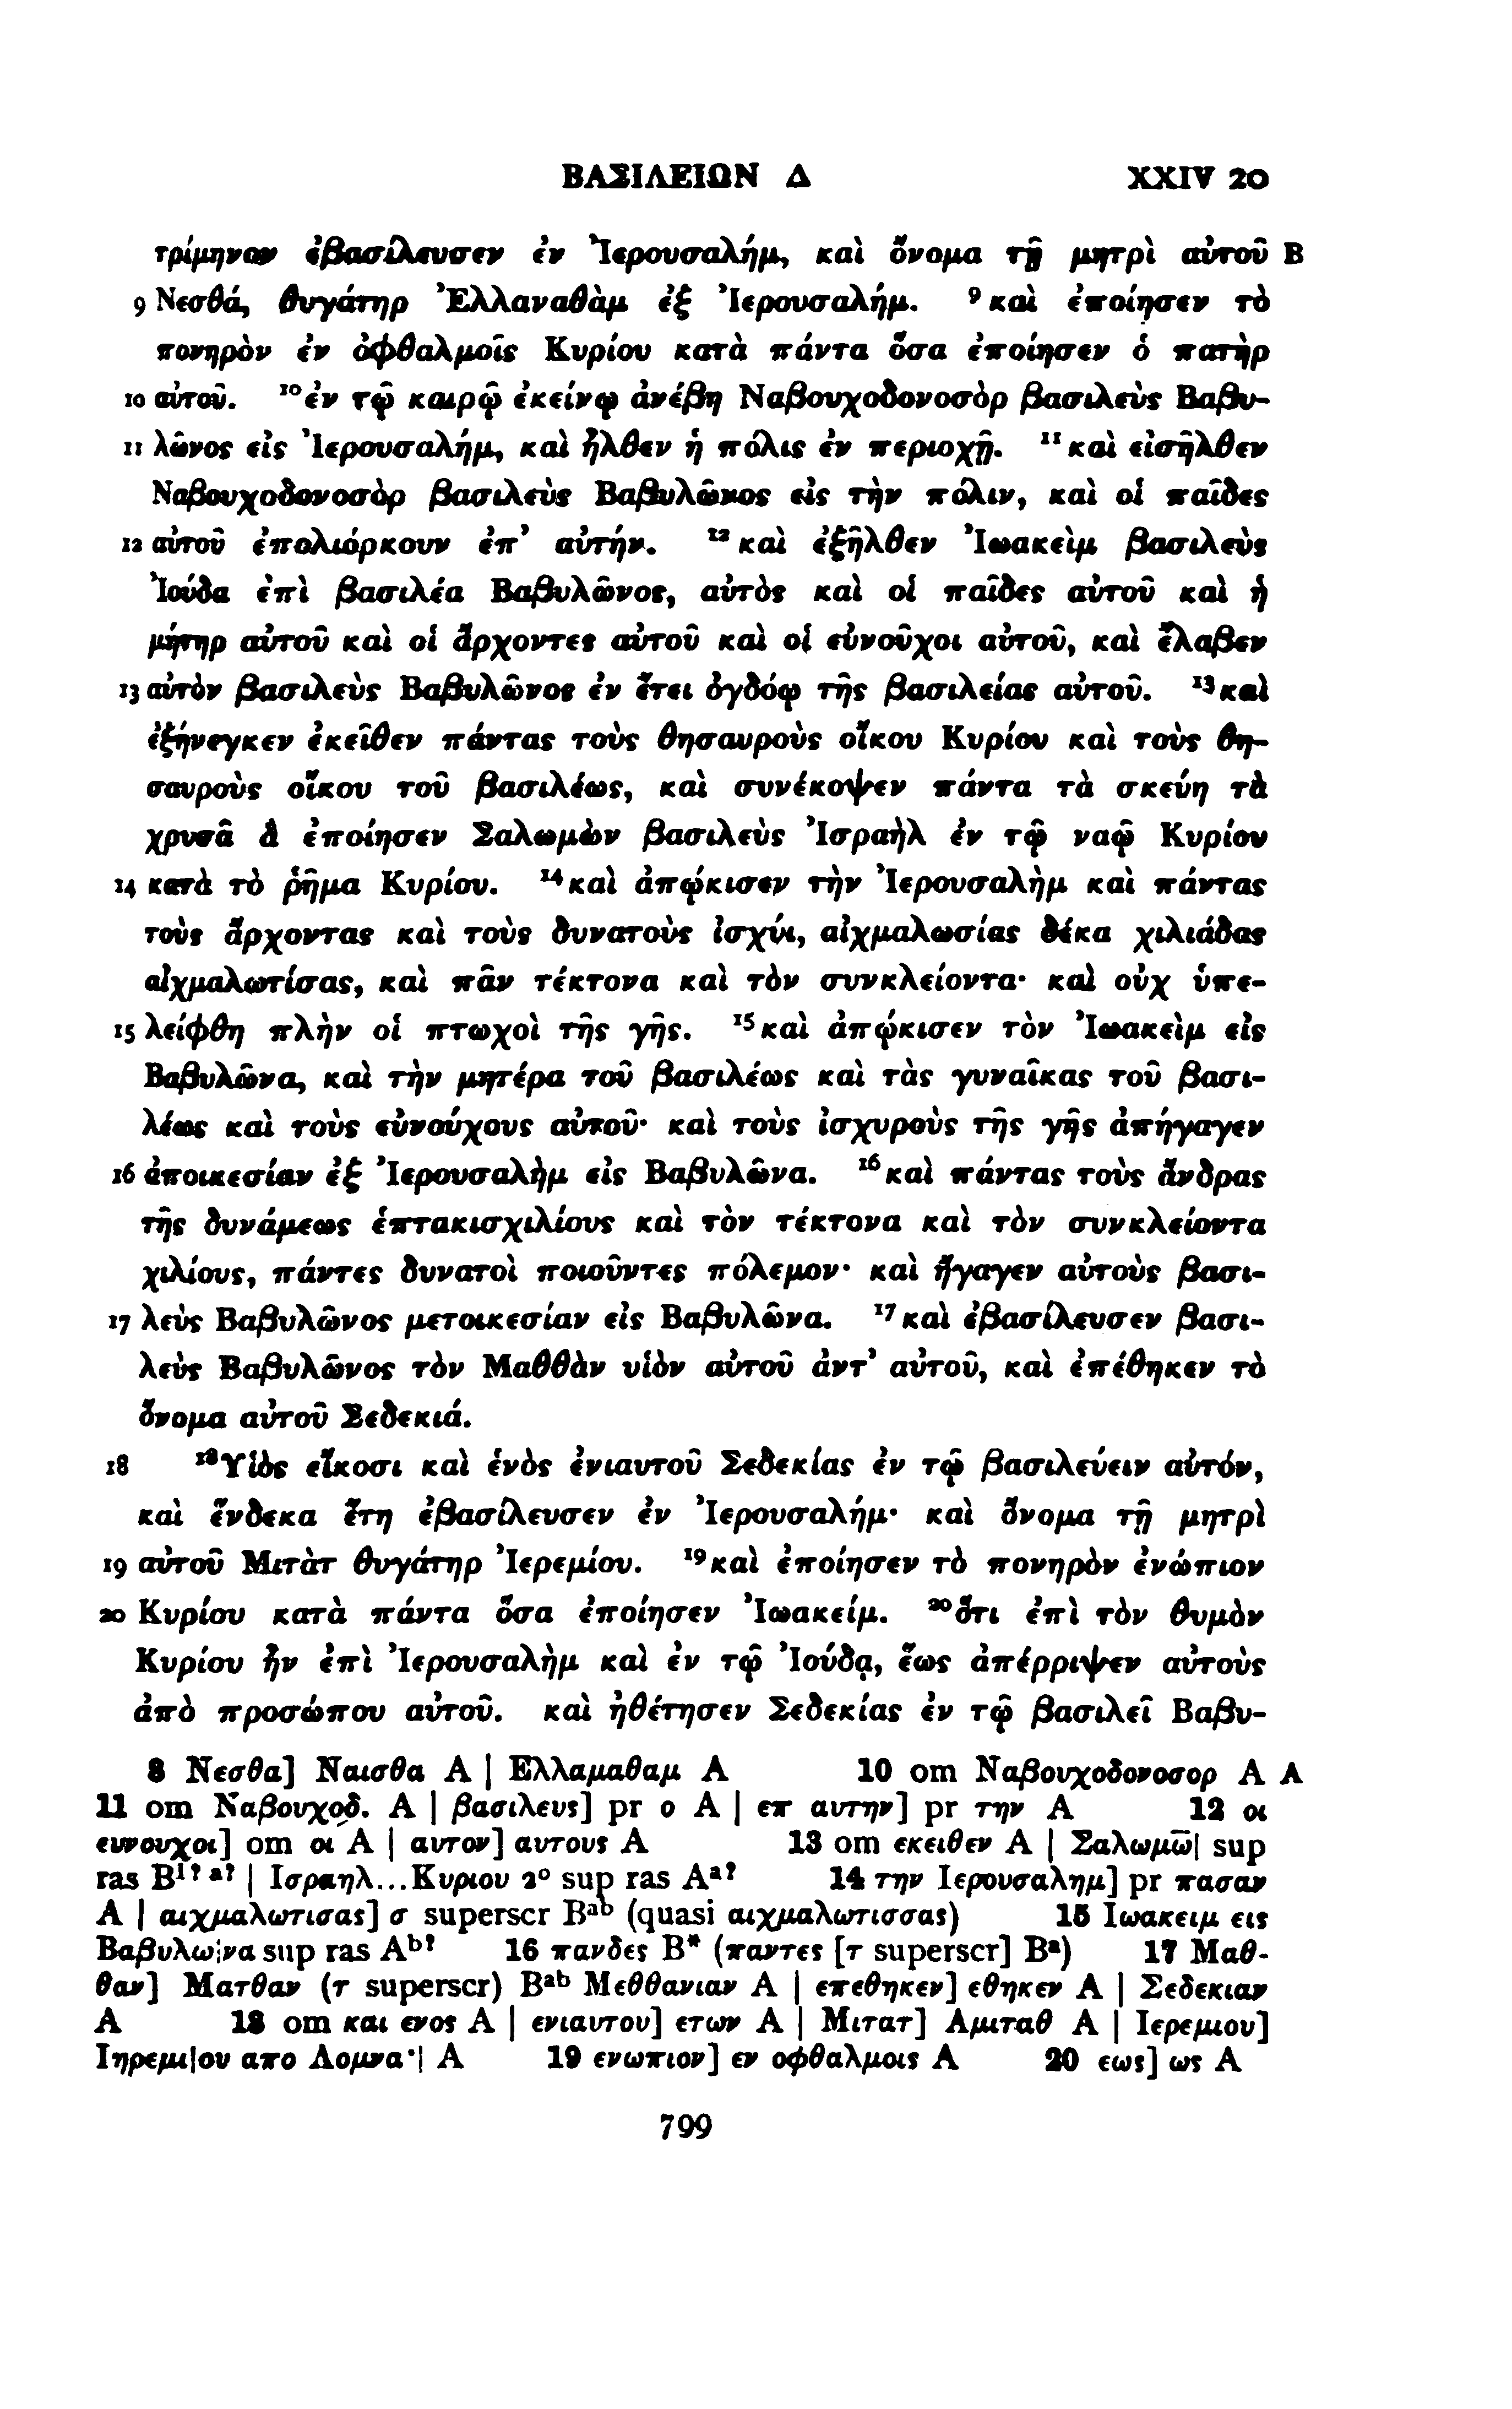 ΒΑΣΙΛΕΙΩΝ Δ XXIV 20
τρίμηνον ἐβασίλευσεν ἐν Ἰερουσαλήμ, καὶ ὄνομα τῇ μητρὶ αὐτοῦ B
9 Νεσθά, θυγάτηρ Ἐλλαναθὰμ ἐξ Ἰερουσαλήμ. ⁹καὶ ἐποίησεν τὸ
πονηρὸν ἐν ὀφθαλμοῖς Κυρίου κατὰ πάντα ὅσα ἐποίησεν ὁ πατὴρ
10 αὐτοῦ. ¹⁰ἐν τῷ καιρῷ ἐκείνῳ ἀνέβη Ναβουχοδονοσὸρ βασιλεὺς Βαβυ-
11 λῶνος εἰς Ἰερουσαλήμ, καὶ ἦλθεν ἡ πόλις ἐν περιοχῇ. ¹¹καὶ εἰσῆλθεν
Ναβουχοδονοσὸρ βασιλεὺς Βαβυλῶνος εἰς τὴν πόλιν, καὶ οἱ παῖδες
12 αὐτοῦ ἐπολιόρκουν ἐπ’ αὐτήν. ¹²καὶ ἐξῆλθεν Ἰωακεὶμ βασιλεὺς
Ἰούδα ἐπὶ βασιλέα Βαβυλῶνος, αὐτὸς καὶ οἱ παῖδες αὐτοῦ καὶ ἡ
μήτηρ αὐτοῦ καὶ οἱ ἄρχοντες αὐτοῦ καὶ οἱ εὐνοῦχοι αὐτοῦ, καὶ ἔλαβεν
13 αὐτὸν βασιλεὺς Βαβυλῶνος ἐν ἔτει ὀγδόῳ τῆς βασιλείας αὐτοῦ. ¹³καὶ
ἐξήνεγκεν ἐκεῖθεν πάντας τοὺς θησαυροὺς οἴκου Κυρίου καὶ τοὺς θη-
σαυροὺς οἴκου τοῦ βασιλέως, καὶ συνέκοψεν πάντα τὰ σκεύη τὰ
χρυσᾶ ἃ ἐποίησεν Σαλωμὼν βασιλεὺς Ἰσραὴλ ἐν τῷ ναῷ Κυρίου
14 κατὰ τὸ ῥῆμα Κυρίου. ¹⁴καὶ ἀπῴκισεν τὴν Ἰερουσαλὴμ καὶ πάντας
τοὺς ἄρχοντας καὶ τοὺς δυνατοὺς ἰσχύι, αἰχμαλωσίας δέκα χιλιάδας
αἰχμαλωτίσας, καὶ πᾶν τέκτονα καὶ τὸν συνκλείοντα· καὶ οὐχ ὑπε-
15 λείφθη πλὴν οἱ πτωχοὶ τῆς γῆς. ¹⁵καὶ ἀπῴκισεν τὸν Ἰωακεὶμ εἰς
Βαβυλῶνα, καὶ τὴν μητέρα τοῦ βασιλέως καὶ τὰς γυναῖκας τοῦ βασι-
λέως καὶ τοὺς εὐνούχους αὐτοῦ· καὶ τοὺς ἰσχυροὺς τῆς γῆς ἀπήγαγεν
16 ἀποικεσίαν ἐξ Ἰερουσαλὴμ εἰς Βαβυλῶνα. ¹⁶καὶ πάντας τοὺς ἄνδρας
τῆς δυνάμεως ἑπτακισχιλίους καὶ τὸν τέκτονα καὶ τὸν συνκλείοντα
χιλίους, πάντες δυνατοὶ ποιοῦντες πόλεμον· καὶ ἤγαγεν αὐτοὺς βασι-
17 λεὺς Βαβυλῶνος μετοικεσίαν εἰς Βαβυλῶνα. ¹⁷καὶ ἐβασίλευσεν βασι-
λεὺς Βαβυλῶνος τὸν Μαθθὰν υἱὸν αὐτοῦ ἀντ’ αὐτοῦ, καὶ ἐπέθηκεν τὸ
ὄνομα αὐτοῦ Σεδεκιά.
18 ¹⁸Υἱὸς εἴκοσι καὶ ἑνὸς ἐνιαυτοῦ Σεδεκίας ἐν τῷ βασιλεύειν αὐτόν,
καὶ ἕνδεκα ἔτη ἐβασίλευσεν ἐν Ἰερουσαλήμ· καὶ ὄνομα τῇ μητρὶ
19 αὐτοῦ Μιτὰτ θυγάτηρ Ἰερεμίου. ¹⁹καὶ ἐποίησεν τὸ πονηρὸν ἐνώπιον
20 Κυρίου κατὰ πάντα ὅσα ἐποίησεν Ἰωακείμ. ²⁰ὅτι ἐπὶ τὸν θυμὸν
Κυρίου ἦν ἐπὶ Ἰερουσαλὴμ καὶ ἐν τῷ Ἰούδᾳ, ἕως ἀπέρριψεν αὐτοὺς
ἀπὸ προσώπου αὐτοῦ. καὶ ἠθέτησεν Σεδεκίας ἐν τῷ βασιλεῖ Βαβυ-
8 Νεσθα] Ναισθα A | Ελλαμαθαμ A 10 om Ναβουχοδονοσορ A A
11 om Ναβουχοδ. A | βασιλευς] pr ο A | επ αυτην] pr την A 12 οι
ευνουχοι] om οι A | αυτον] αυτους A 13 om εκειθεν A | Σαλωμω̅| sup
ras B¹ˀ ᵃˀ | Ισραηλ...Κυριου 2° sup ras Aᵃˀ 14 την Ιερουσαλημ] pr πασαν
A | αιχμαλωτισας] σ superscr Bᵃᵇ (quasi αιχμαλωτισσας) 15 Ιωακειμ εις
Βαβυλω|να sup ras Aᵇˀ 16 πανδες B* (παντες [τ superscr] Bᵃ) 17 Μαθ-
θαν] Ματθαν (τ superscr) Bᵃᵇ Μεθθανιαν A | επεθηκεν] εθηκεν A | Σεδεκιαν
A 18 om και ενος A | ενιαυτου] ετων A | Μιτατ] Αμιταθ A | Ιερεμιου]
Ιηρεμι|ου απο Λομνα·| A 19 ενωπιον] εν οφθαλμοις A 20 εως] ως A
799